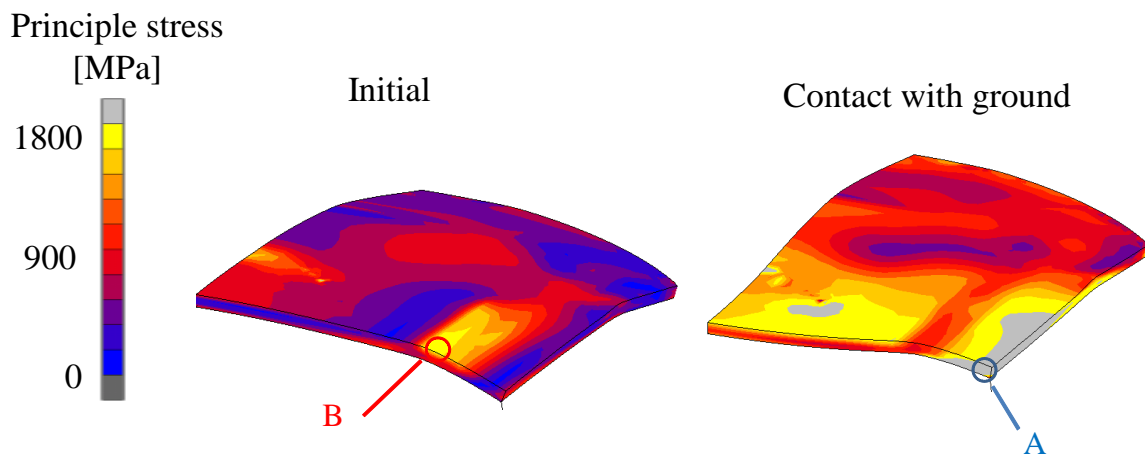 Principle stress
[MPa]
1800
900
0
Initial
Contact with ground
B
A